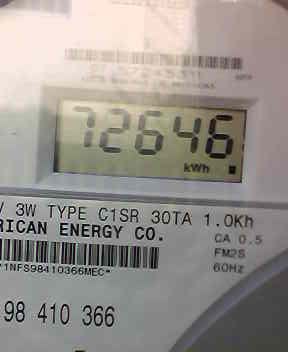 72646
kWh
V 3W TYPE C1SR 30TA 1.0Kh
RICAN ENERGY CO.
CA 0.5
FM2S
60Hz
*1NFS98410366MEC*
98 410 366